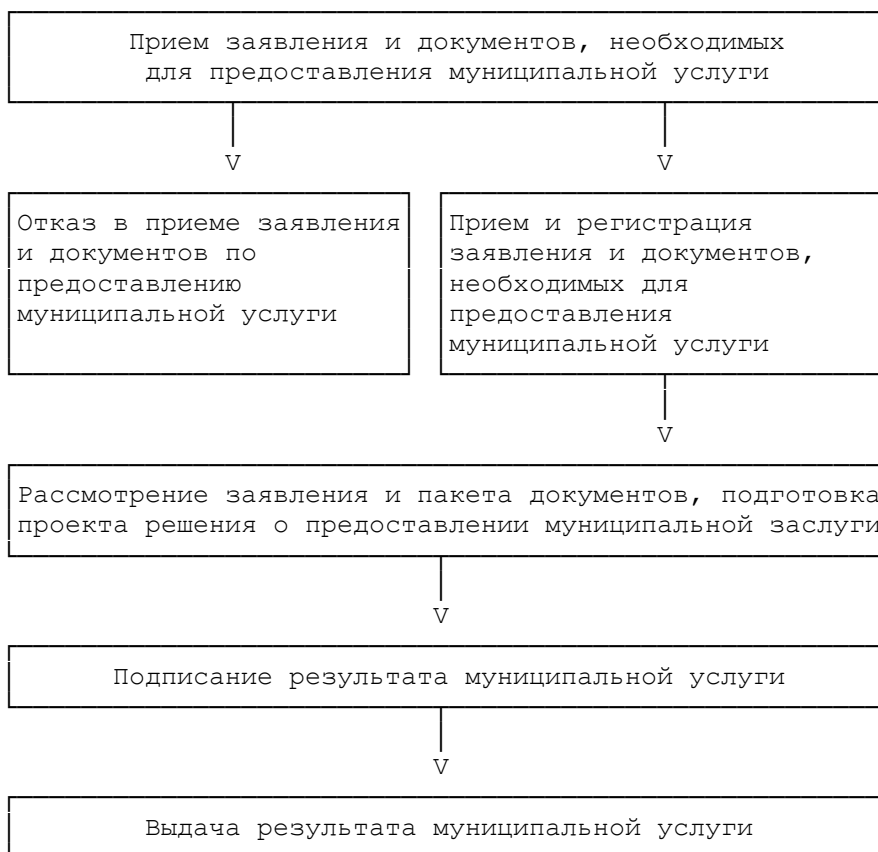 Прием заявления и документов, необходимых
для предоставления муниципальной услуги
V
V
Отказ в приеме заявления
и документов по
предоставлению
муниципальной услуги
Прием и регистрация
заявления и документов,
необходимых для
предоставления
муниципальной услуги
V
Рассмотрение заявления и пакета документов, подготовка
проекта решения о предоставлении муниципальной заслуги
V
Подписание результата муниципальной услуги
V
Выдача результата муниципальной услуги